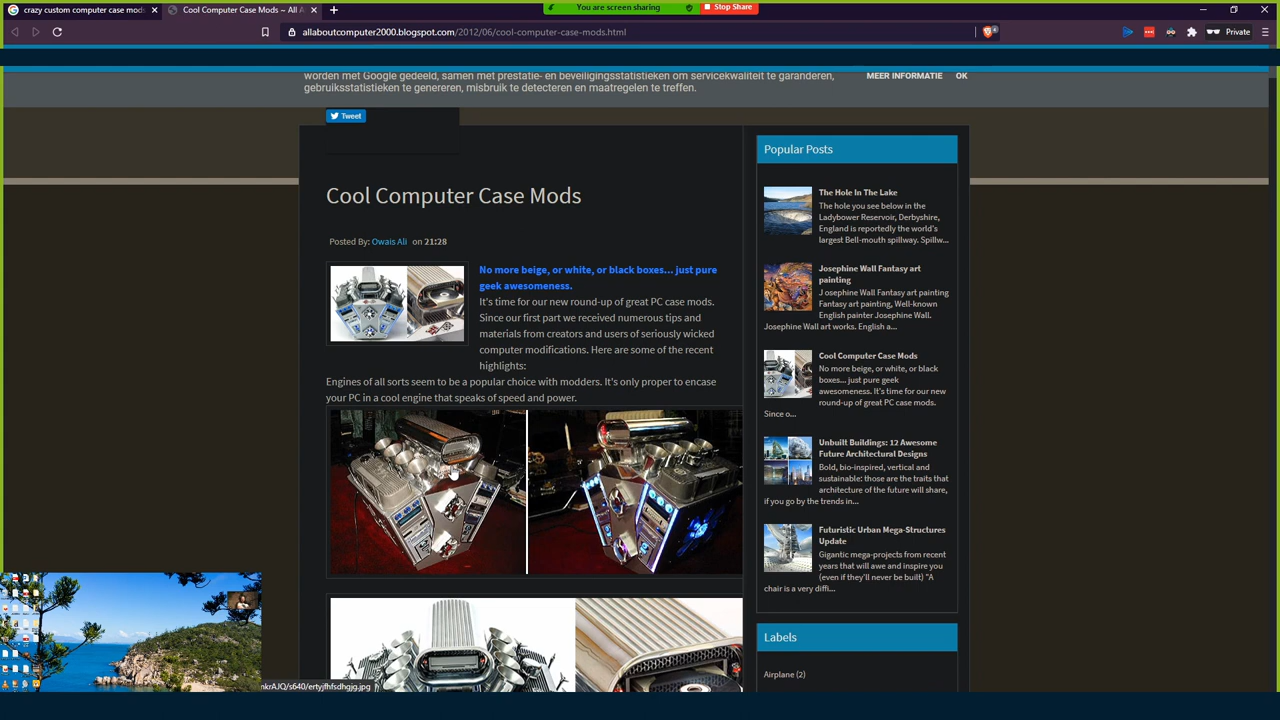 You are screen sharing
Stop Share
crazy custom computer case mods
Cool Computer Case Mods ~ All A
allaboutcomputer2000.blogspot.com/2012/06/cool-computer-case-mods.html
Private
worden met Google gedeeld, samen met prestatie- en beveiligingsstatistieken om servicekwaliteit te garanderen,
gebruiksstatistieken te genereren, misbruik te detecteren en maatregelen te treffen.
MEER INFORMATIE OK
Tweet
Cool Computer Case Mods
Posted By: Owais Ali on 21:28
No more beige, or white, or black boxes... just pure
geek awesomeness.
It's time for our new round-up of great PC case mods.
Since our first part we received numerous tips and
materials from creators and users of seriously wicked
computer modifications. Here are some of the recent
highlights:
Engines of all sorts seem to be a popular choice with modders. It's only proper to encase
your PC in a cool engine that speaks of speed and power.
Popular Posts
The Hole In The Lake
The hole you see below in the
Ladybower Reservoir, Derbyshire,
England is reportedly the world's
largest Bell-mouth spillway. Spillw...
Josephine Wall Fantasy art
painting
J osephine Wall Fantasy art painting
Fantasy art painting, Well-known
English painter Josephine Wall.
Josephine Wall art works. English a...
Cool Computer Case Mods
No more beige, or white, or black
boxes... just pure geek
awesomeness. It's time for our new
round-up of great PC case mods.
Since o...
Unbuilt Buildings: 12 Awesome
Future Architectural Designs
Bold, bio-inspired, vertical and
sustainable: those are the traits that
architecture of the future will share,
if you go by the trends in...
Futuristic Urban Mega-Structures
Update
Gigantic mega-projects from recent
years that will awe and inspire you
(even if they'll never be built) "A
chair is a very diffi...
Labels
Airplane (2)
nkrAJQ/s640/ertyjfhfsdhgjg.jpg